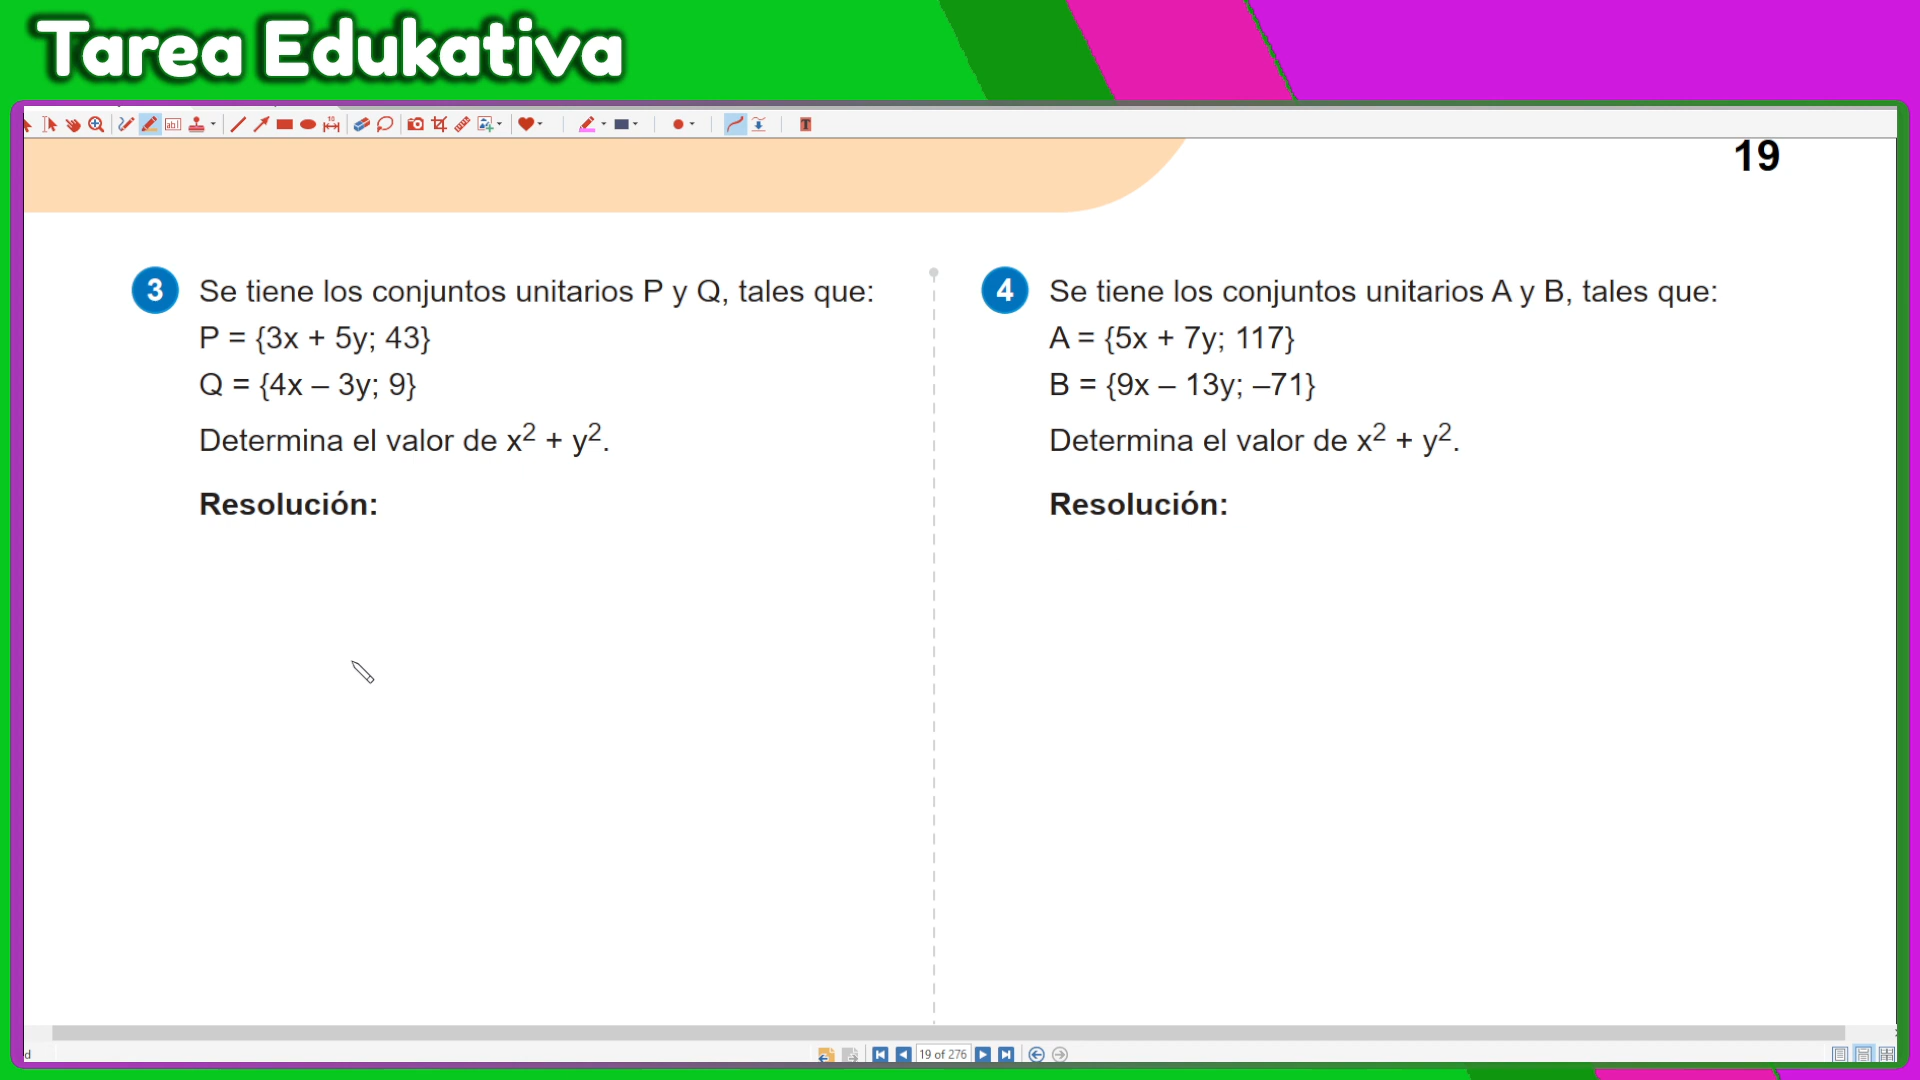 Tarea Edukativa
19
3 Se tiene los conjuntos unitarios P y Q, tales que:
P = {3x + 5y; 43}
Q = {4x – 3y; 9}
Determina el valor de x² + y².
Resolución:
4 Se tiene los conjuntos unitarios A y B, tales que:
A = {5x + 7y; 117}
B = {9x – 13y; –71}
Determina el valor de x² + y².
Resolución:
19 of 276